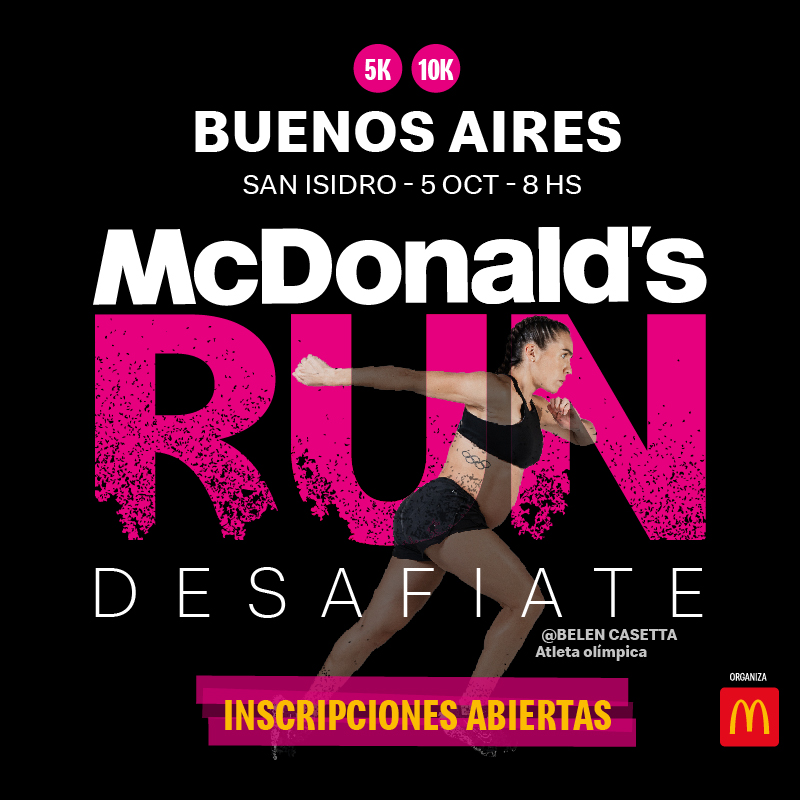 5K 10K
BUENOS AIRES
SAN ISIDRO - 5 OCT - 8 HS
McDonald's
RUN
DESAFIATE
@BELEN CASETTA
Atleta olímpica
ORGANIZA
INSCRIPCIONES ABIERTAS